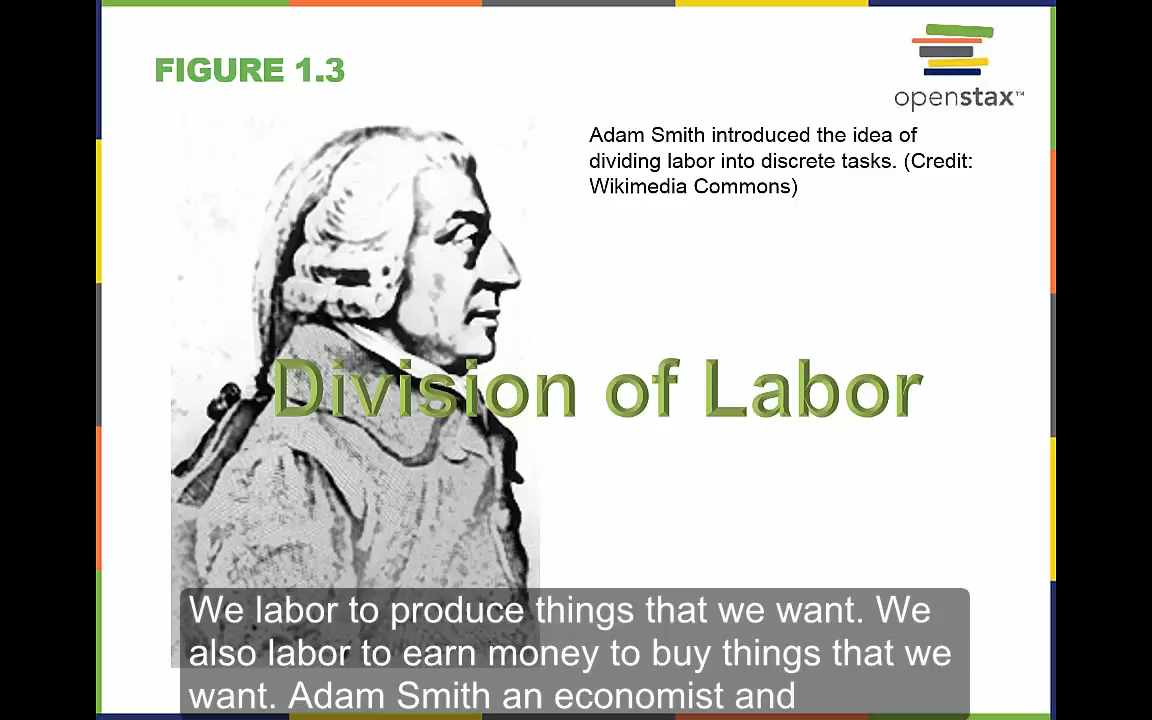 FIGURE 1.3
openstax™
Adam Smith introduced the idea of
dividing labor into discrete tasks. (Credit:
Wikimedia Commons)
Division of Labor
We labor to produce things that we want. We
also labor to earn money to buy things that we
want. Adam Smith an economist and